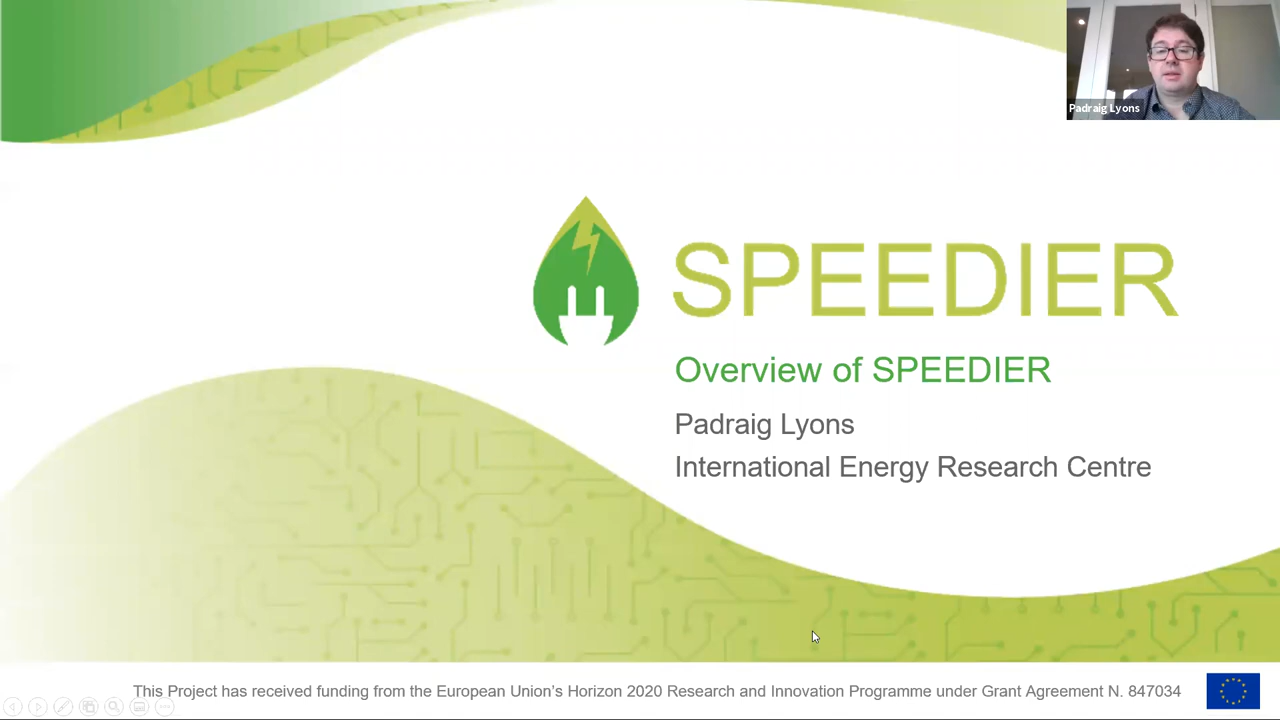 Padraig Lyons
SPEEDIER
Overview of SPEEDIER
Padraig Lyons
International Energy Research Centre
This Project has received funding from the European Union's Horizon 2020 Research and Innovation Programme under Grant Agreement N. 847034